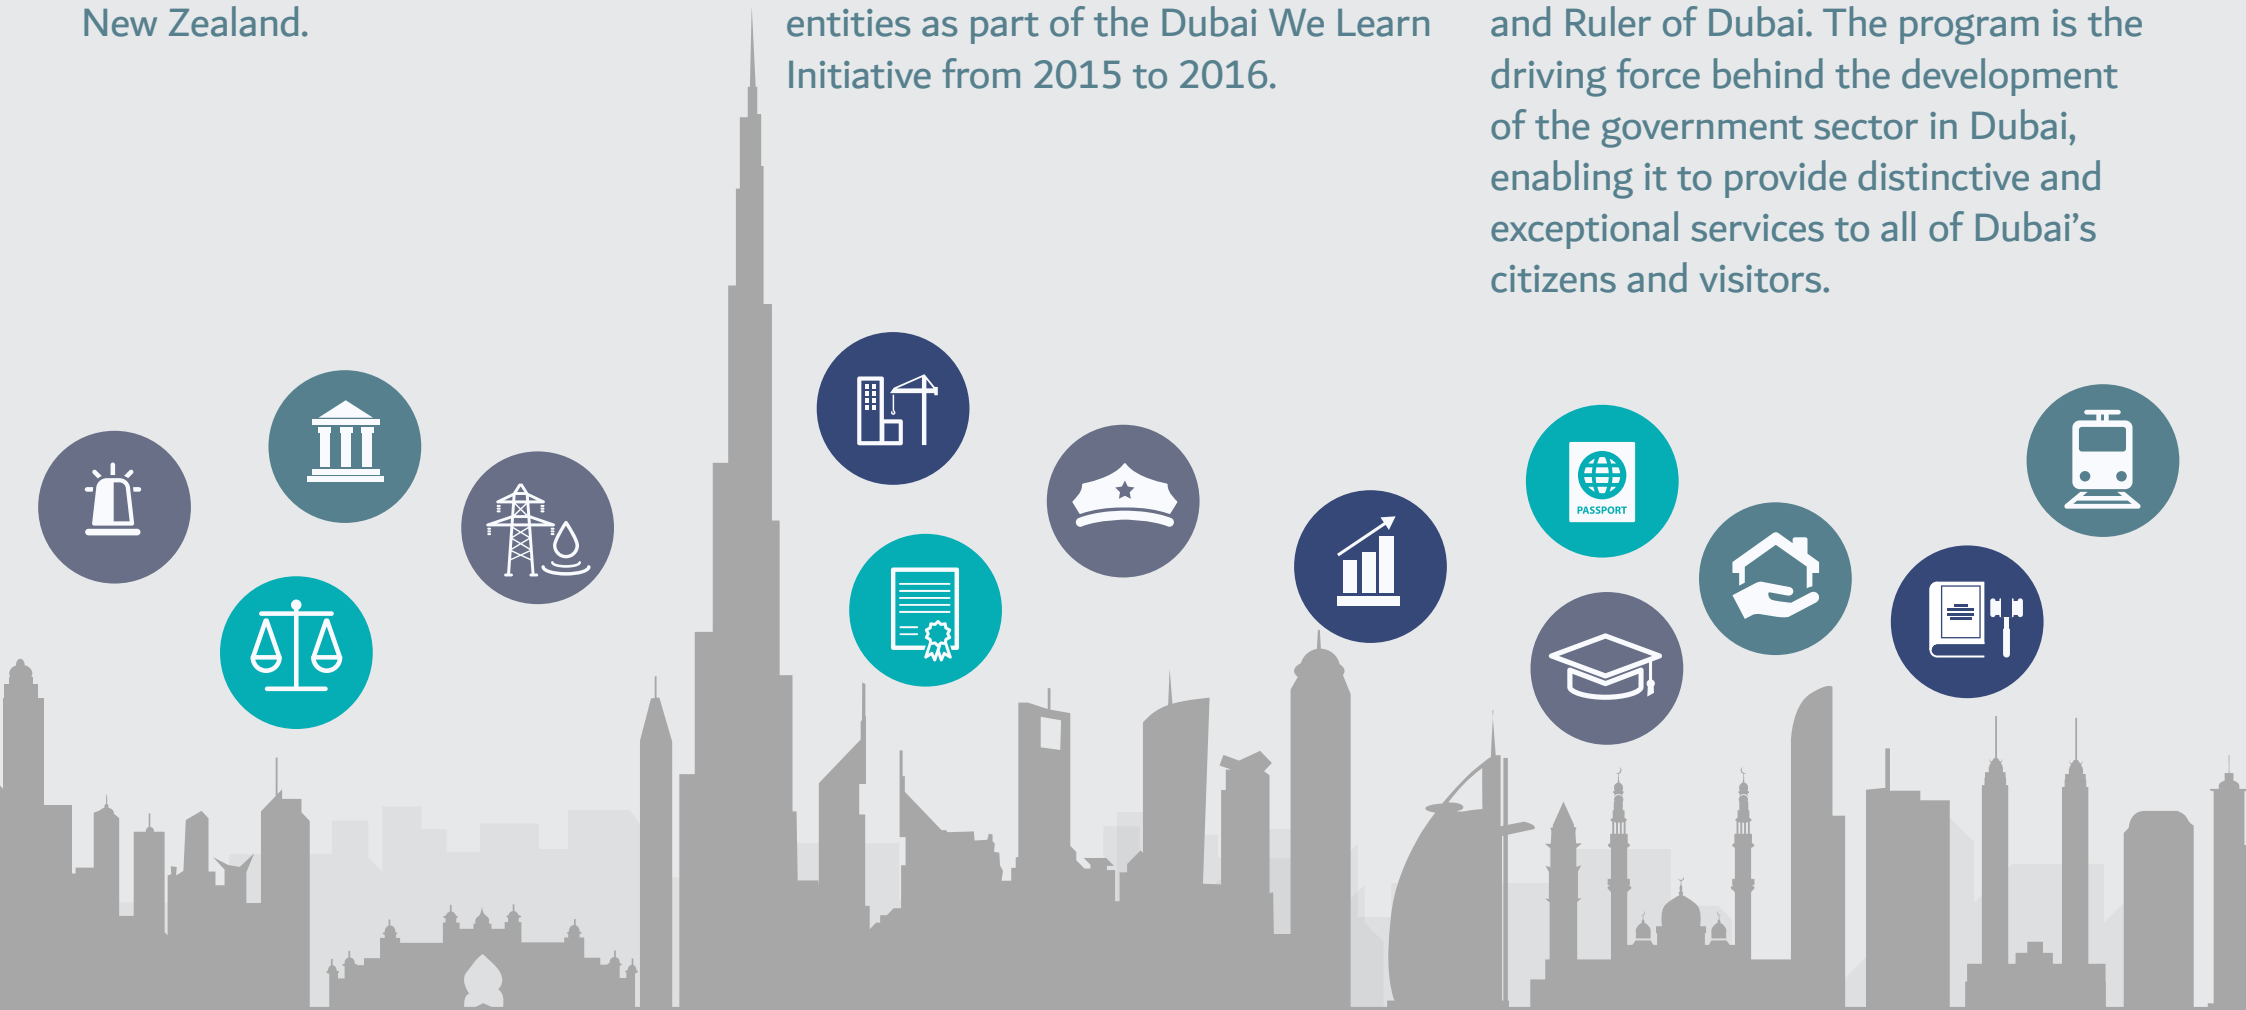 New Zealand.
entities as part of the Dubai We Learn
Initiative from 2015 to 2016.
and Ruler of Dubai. The program is the
driving force behind the development
of the government sector in Dubai,
enabling it to provide distinctive and
exceptional services to all of Dubai’s
citizens and visitors.
PASSPORT